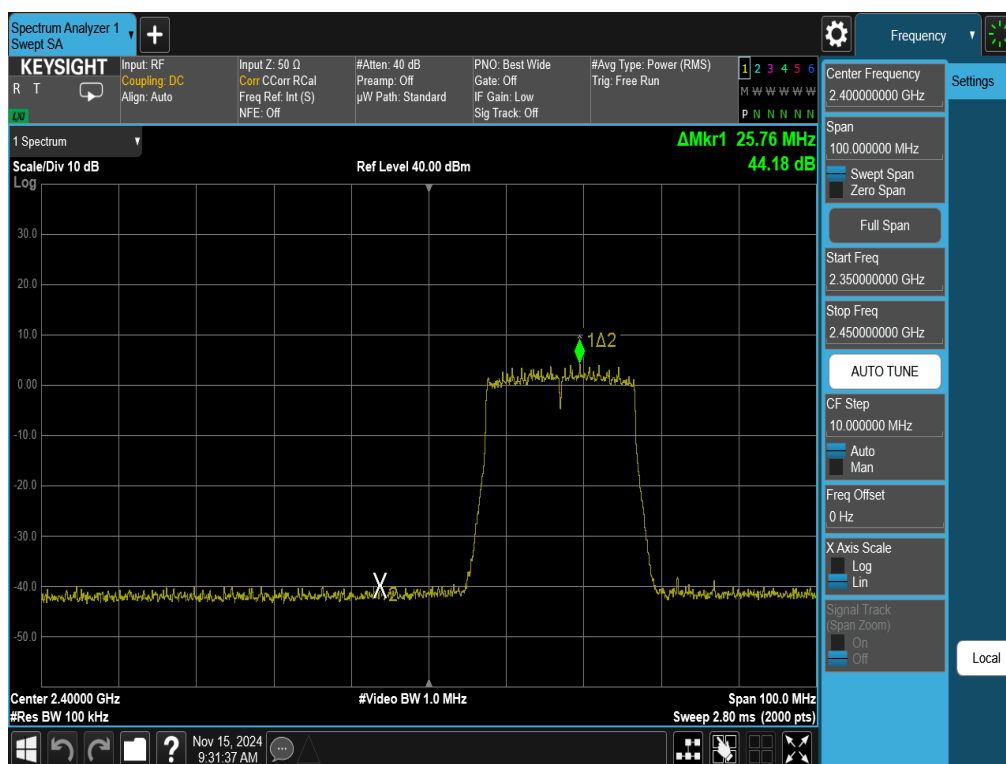 Spectrum Analyzer 1
Swept SA
Frequency
KEYSIGHT
R T
LXI
Input: RF
Coupling: DC
Align: Auto
Input Z: 50 Ω
Corr CCorr RCal
Freq Ref: Int (S)
NFE: Off
#Atten: 40 dB
Preamp: Off
µW Path: Standard
PNO: Best Wide
Gate: Off
IF Gain: Low
Sig Track: Off
#Avg Type: Power (RMS)
Trig: Free Run
1 2 3 4 5 6
M W W W W W
P N N N N N
Center Frequency
2.400000000 GHz
Settings
Span
100.000000 MHz
Swept Span
Zero Span
Full Span
Start Freq
2.350000000 GHz
Stop Freq
2.450000000 GHz
AUTO TUNE
CF Step
10.000000 MHz
Auto
Man
Freq Offset
0 Hz
X Axis Scale
Log
Lin
Signal Track
(Span Zoom)
On
Off
Local
1 Spectrum
ΔMkr1 25.76 MHz
44.18 dB
Scale/Div 10 dB
Ref Level 40.00 dBm
Log
30.0
20.0
10.0
0.00
-10.0
-20.0
-30.0
-40.0
-50.0
1Δ2
X2
Center 2.40000 GHz
#Video BW 1.0 MHz
Span 100.0 MHz
#Res BW 100 kHz
Sweep 2.80 ms (2000 pts)
?
Nov 15, 2024
9:31:37 AM